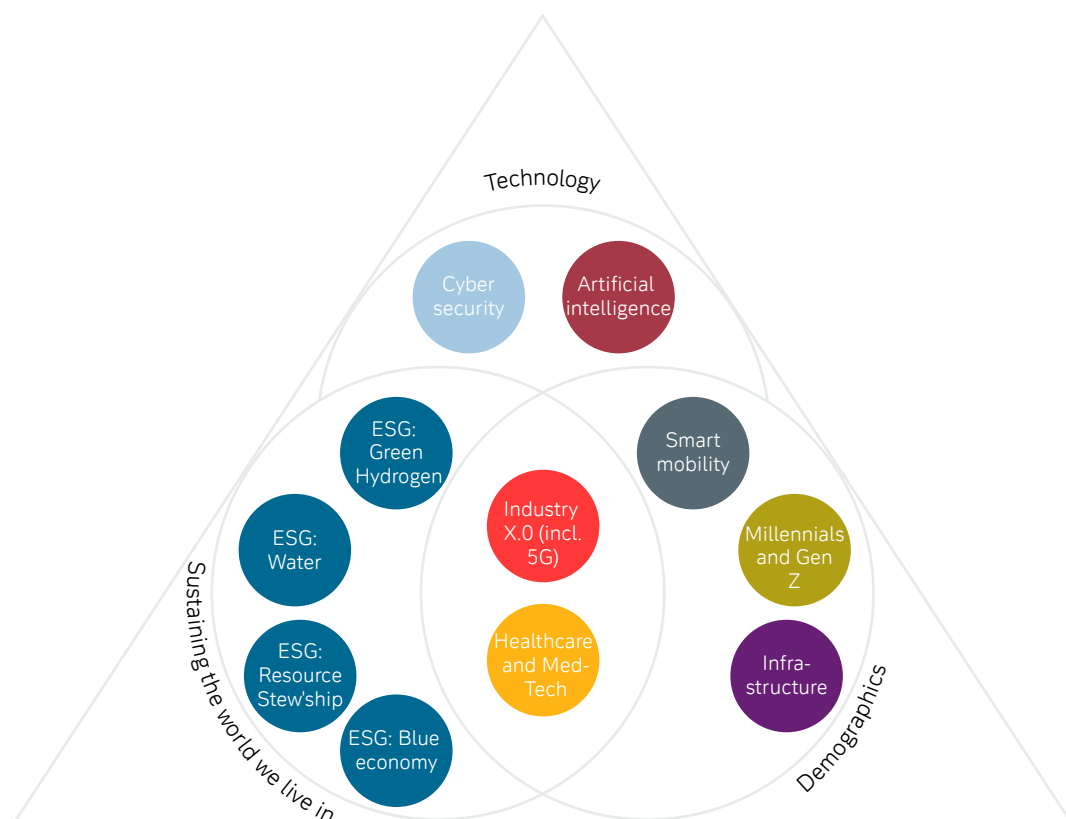 Technology
Cyber
security
Artificial
intelligence
ESG:
Green
Hydrogen
Smart
mobility
Industry
X.0 (incl.
5G)
ESG:
Water
Millennials
and Gen
Z
Healthcare
and Med-
Tech
ESG:
Resource
Stew'ship
Infra-
structure
ESG: Blue
economy
Sustaining the world we live in
Demographics